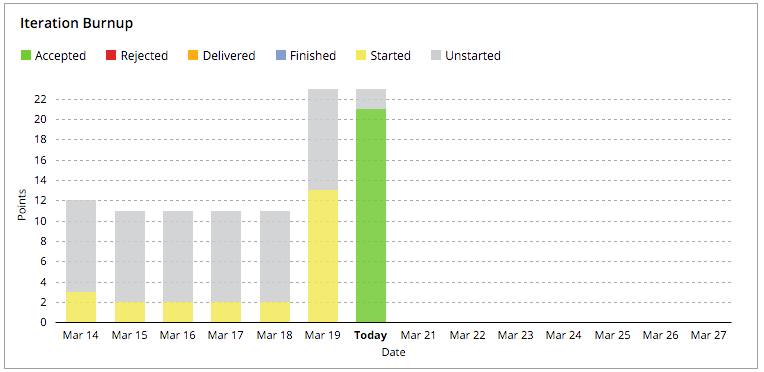 Iteration Burnup
Accepted Rejected Delivered Finished Started Unstarted
22
20
18
16
14
12
10
8
6
4
2
0
Points
Mar 14 Mar 15 Mar 16 Mar 17 Mar 18 Mar 19 Today Mar 21 Mar 22 Mar 23 Mar 24 Mar 25 Mar 26 Mar 27
Date